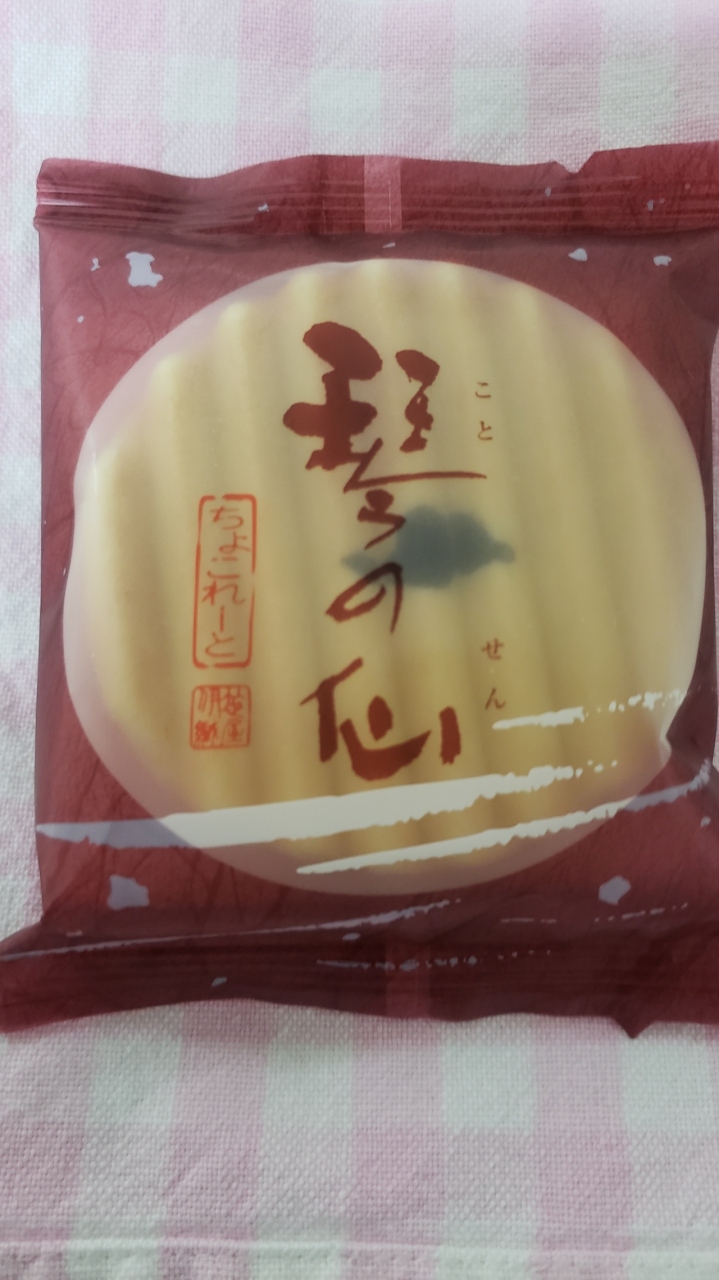 琴の仙
こと
せん
ちょこれーと